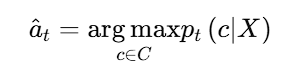 â_t = arg max_{c∈C} p_t (c|X)